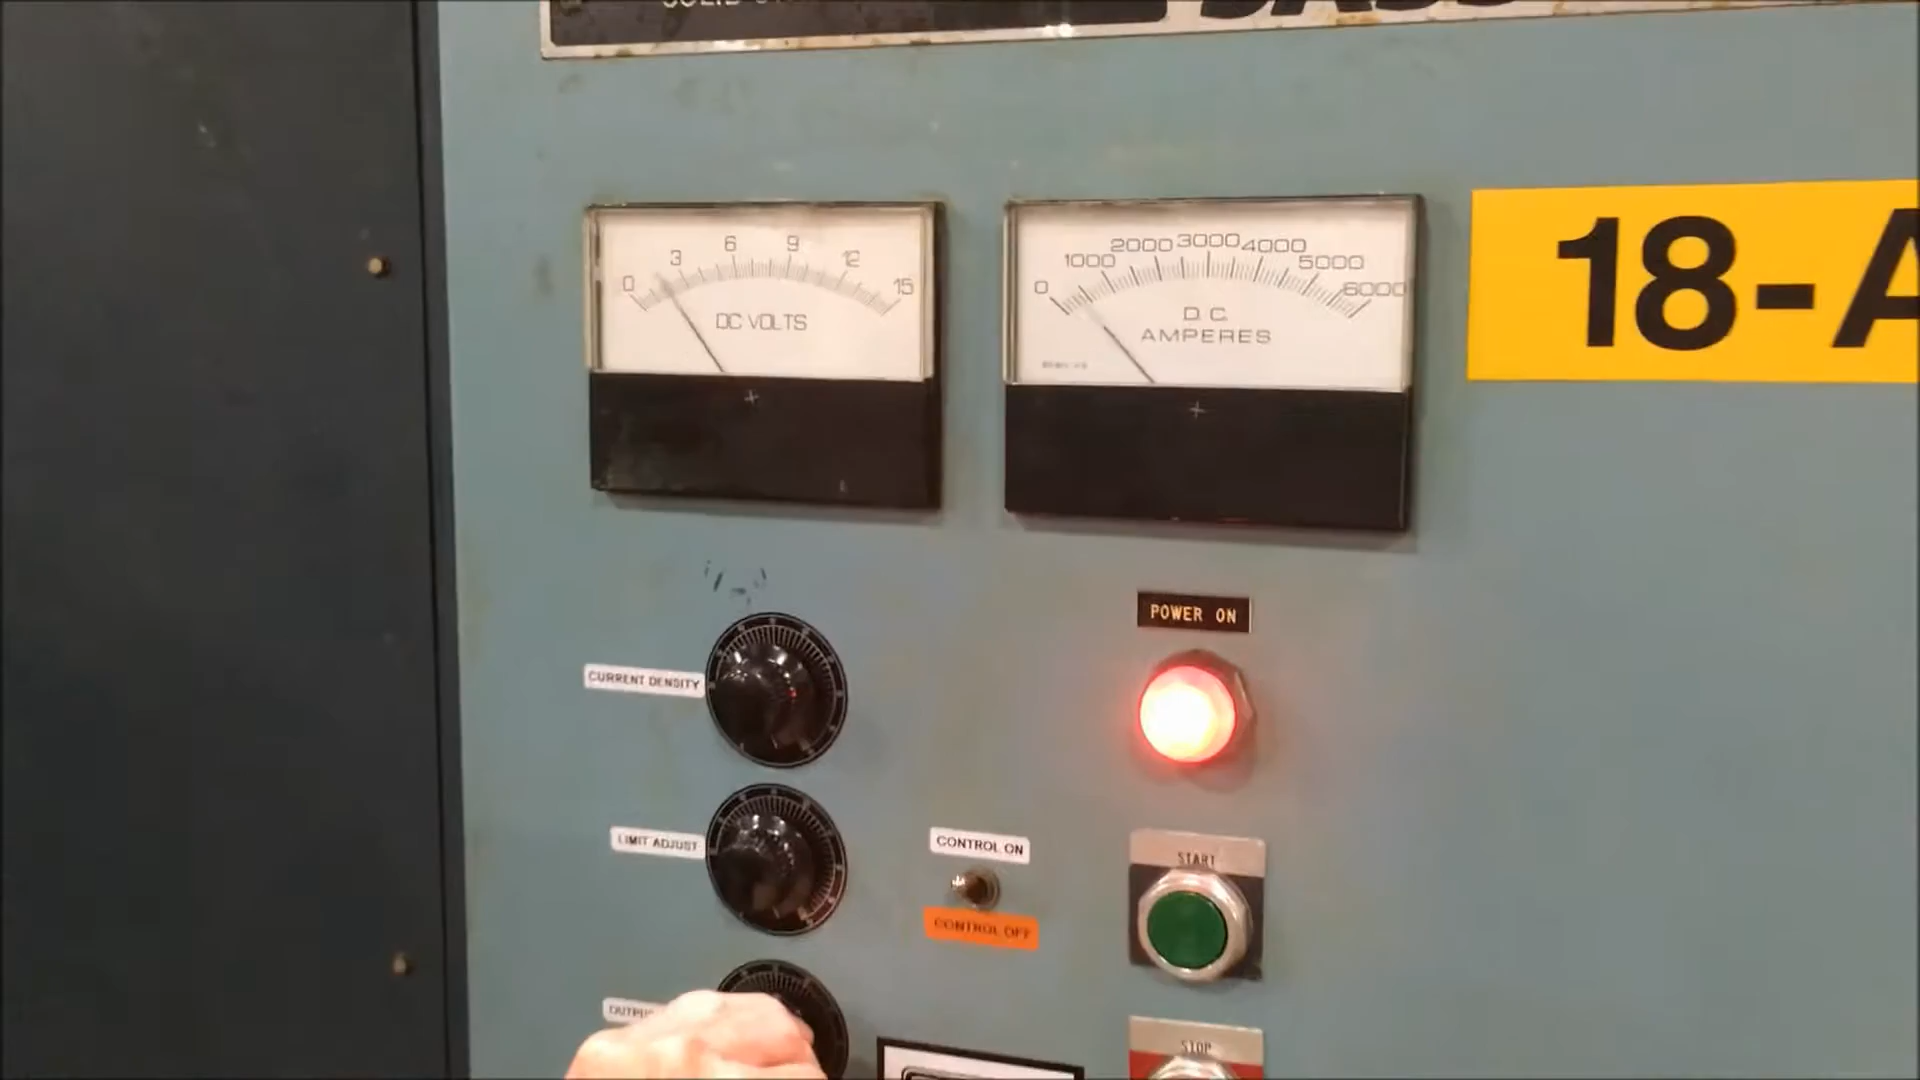 SOLID
18-A
0 3 6 9 12 15
DC VOLTS
0 1000 2000 3000 4000 5000 6000
D.C.
AMPERES
POWER ON
CURRENT DENSITY
LIMIT ADJUST
CONTROL ON
CONTROL OFF
START
STOP